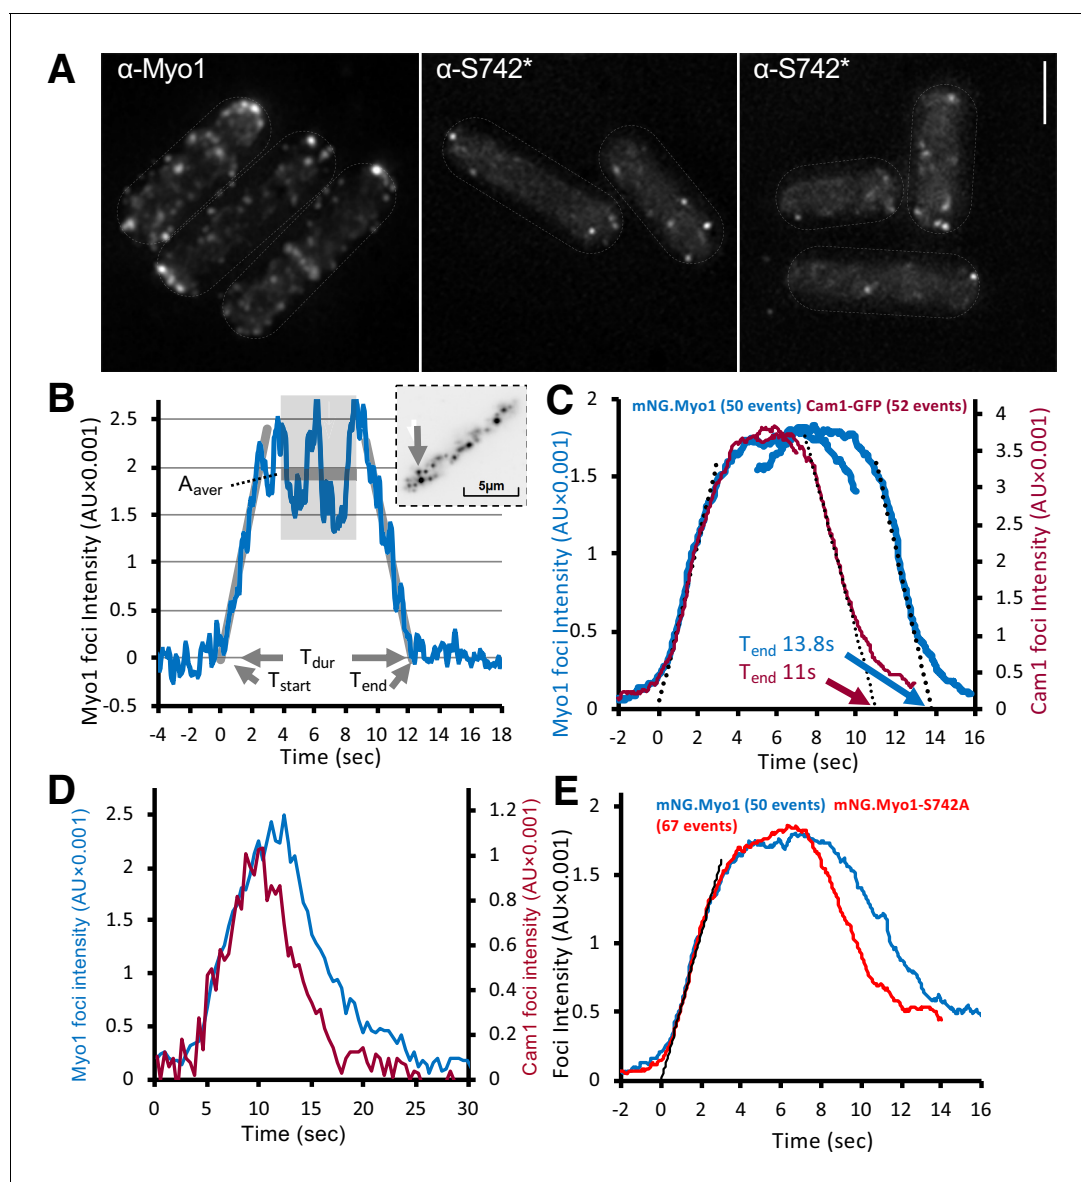 A
α-Myo1
α-S742*
α-S742*
B
Myo1 foci Intensity (AU×0.001)
2.5
2
1.5
1
0.5
0
-0.5
A aver
5µm
T dur
T start
T end
-4 -2 0 2 4 6 8 10 12 14 16 18
Time (sec)
C
mNG.Myo1 (50 events) Cam1-GFP (52 events)
Myo1 foci Intensity (AU×0.001)
2
1.5
1
0.5
0
Cam1 foci Intensity (AU×0.001)
4
3.5
3
2.5
2
1.5
1
0.5
0
T end 13.8s
T end 11s
-2 0 2 4 6 8 10 12 14 16
Time (sec)
D
Myo1 foci intensity (AU×0.001)
2.5
2
1.5
1
0.5
0
Cam1 foci intensity (AU×0.001)
1.2
1
0.8
0.6
0.4
0.2
0
0 5 10 15 20 25 30
Time (sec)
E
mNG.Myo1 (50 events) mNG.Myo1-S742A
(67 events)
Foci Intensity (AU×0.001)
2
1.5
1
0.5
0
-2 0 2 4 6 8 10 12 14 16
Time (sec)